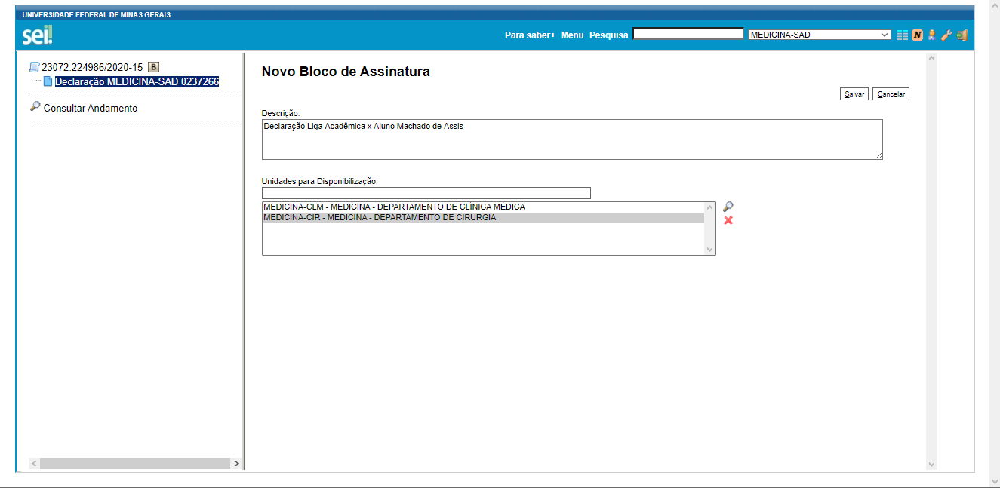 UNIVERSIDADE FEDERAL DE MINAS GERAIS
sei!
Para saber+ Menu Pesquisa MEDICINA-SAD N
23072.224986/2020-15 B
Declaração MEDICINA-SAD 0237266
Consultar Andamento
Novo Bloco de Assinatura
Salvar Cancelar
Descrição:
Declaração Liga Acadêmica x Aluno Machado de Assis
Unidades para Disponibilização:
MEDICINA-CLM - MEDICINA - DEPARTAMENTO DE CLÍNICA MÉDICA
MEDICINA-CIR - MEDICINA - DEPARTAMENTO DE CIRURGIA